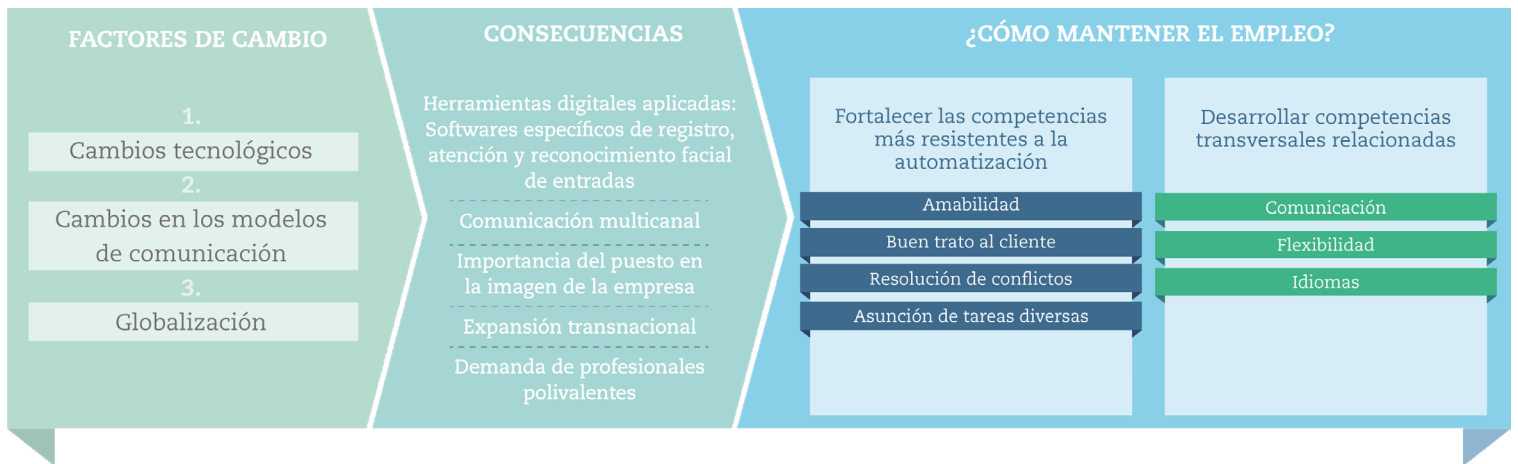 FACTORES DE CAMBIO
1.
Cambios tecnológicos
2.
Cambios en los modelos
de comunicación
3.
Globalización
CONSECUENCIAS
Herramientas digitales aplicadas:
Softwares específicos de registro,
atención y reconocimiento facial
de entradas
Comunicación multicanal
Importancia del puesto en
la imagen de la empresa
Expansión transnacional
Demanda de profesionales
polivalentes
¿CÓMO MANTENER EL EMPLEO?
Fortalecer las competencias
más resistentes a la
automatización
Amabilidad
Buen trato al cliente
Resolución de conflictos
Asunción de tareas diversas
Desarrollar competencias
transversales relacionadas
Comunicación
Flexibilidad
Idiomas